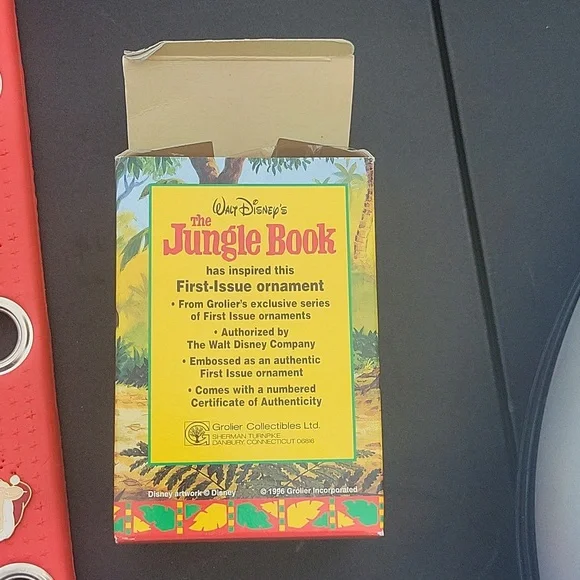 Walt Disney's
The
Jungle Book
has inspired this
First-Issue ornament
• From Grolier's exclusive series
of First Issue ornaments
• Authorized by
The Walt Disney Company
• Embossed as an authentic
First Issue ornament
• Comes with a numbered
Certificate of Authenticity
Grolier Collectibles Ltd.
SHERMAN TURNPIKE
DANBURY, CONNECTICUT 06816
Disney artwork © Disney © 1996 Grolier Incorporated